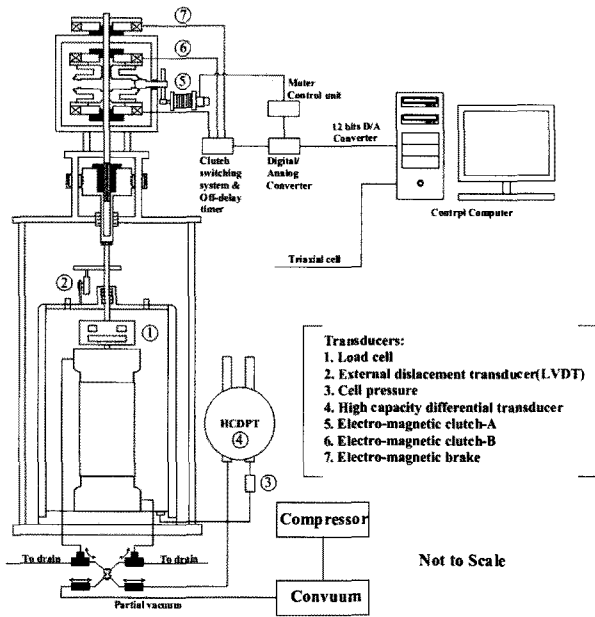 ⑦
⑥
⑤
Moter
Control unit
12 bits D/A
Converter
Clutch
switching
system &
Off-delay
timer
Digital/
Analog
Converter
Contrpl Computer
Triaxial cell
②
①
Transducers:
1. Load cell
2. External dislacement transducer(LVDT)
3. Cell pressure
4. High capacity differential transducer
5. Electro-magnetic clutch-A
6. Electro-magnetic clutch-B
7. Electro-magnetic brake
HCDPT
④
③
Compressor
To drain
To drain
Not to Scale
Convuum
Partial vacuum